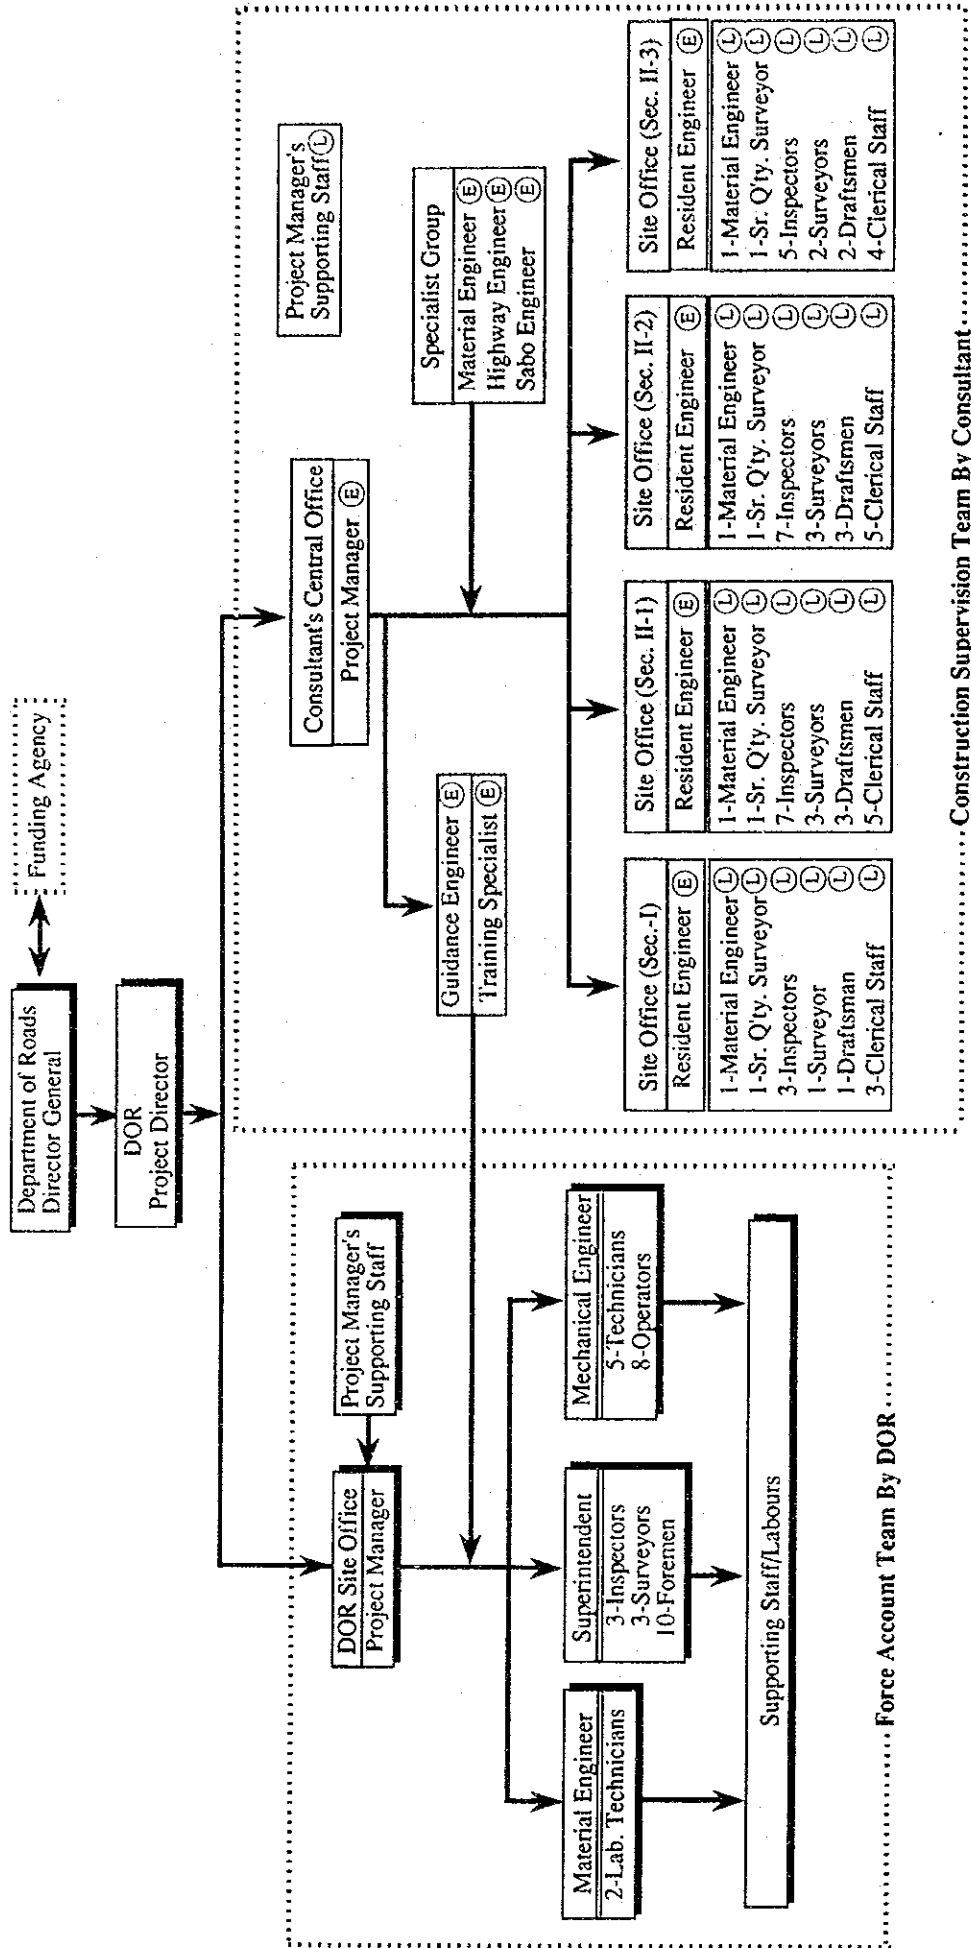 Department of Roads
Director General
Funding Agency
DOR
Project Director
DOR Site Office
Project Manager
Project Manager's
Supporting Staff
Material Engineer
2-Lab. Technicians
Superintendent
3-Inspectors
3-Surveyors
10-Foremen
Mechanical Engineer
5-Technicians
8-Operators
Supporting Staff/Labours
Force Account Team By DOR
Consultant's Central Office
Project Manager Ⓔ
Project Manager's
Supporting Staff Ⓛ
Guidance Engineer Ⓔ
Training Specialist Ⓔ
Specialist Group
Material Engineer Ⓔ
Highway Engineer Ⓔ
Sabo Engineer Ⓔ
Site Office (Sec.-I)
Resident Engineer Ⓔ
1-Material Engineer Ⓛ
1-Sr. Q'ty. Surveyor Ⓛ
3-Inspectors Ⓛ
1-Surveyor Ⓛ
1-Draftsman Ⓛ
3-Clerical Staff Ⓛ
Site Office (Sec. II-1)
Resident Engineer Ⓔ
1-Material Engineer Ⓛ
1-Sr. Q'ty. Surveyor Ⓛ
7-Inspectors Ⓛ
3-Surveyors Ⓛ
3-Draftsmen Ⓛ
5-Clerical Staff Ⓛ
Site Office (Sec. II-2)
Resident Engineer Ⓔ
1-Material Engineer Ⓛ
1-Sr. Q'ty. Surveyor Ⓛ
7-Inspectors Ⓛ
3-Surveyors Ⓛ
3-Draftsmen Ⓛ
5-Clerical Staff Ⓛ
Site Office (Sec. II-3)
Resident Engineer Ⓔ
1-Material Engineer Ⓛ
1-Sr. Q'ty. Surveyor Ⓛ
5-Inspectors Ⓛ
2-Surveyors Ⓛ
2-Draftsmen Ⓛ
4-Clerical Staff Ⓛ
Construction Supervision Team By Consultant